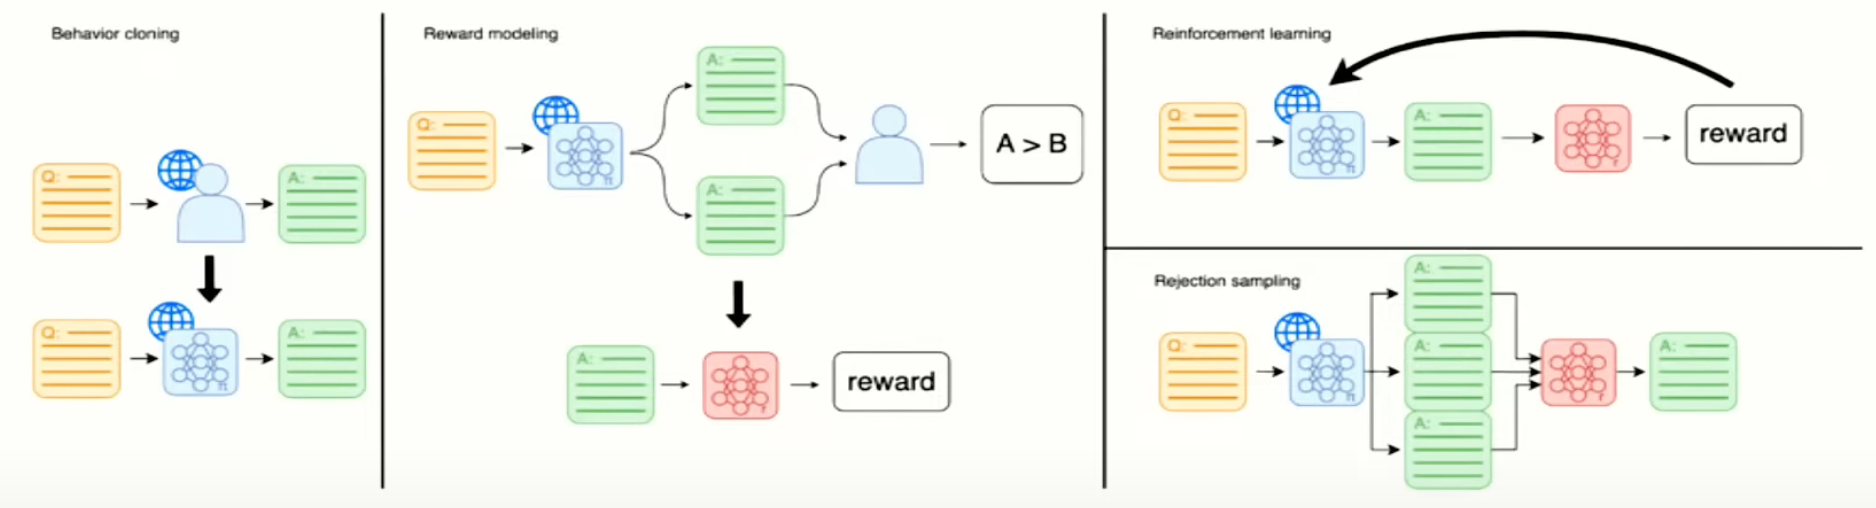 Behavior cloning
Q:
A:
Q:
π
A:
Reward modeling
Q:
π
A:
A:
A > B
A:
r
reward
Reinforcement learning
Q:
π
A:
r
reward
Rejection sampling
Q:
π
A:
A:
A:
r
A: